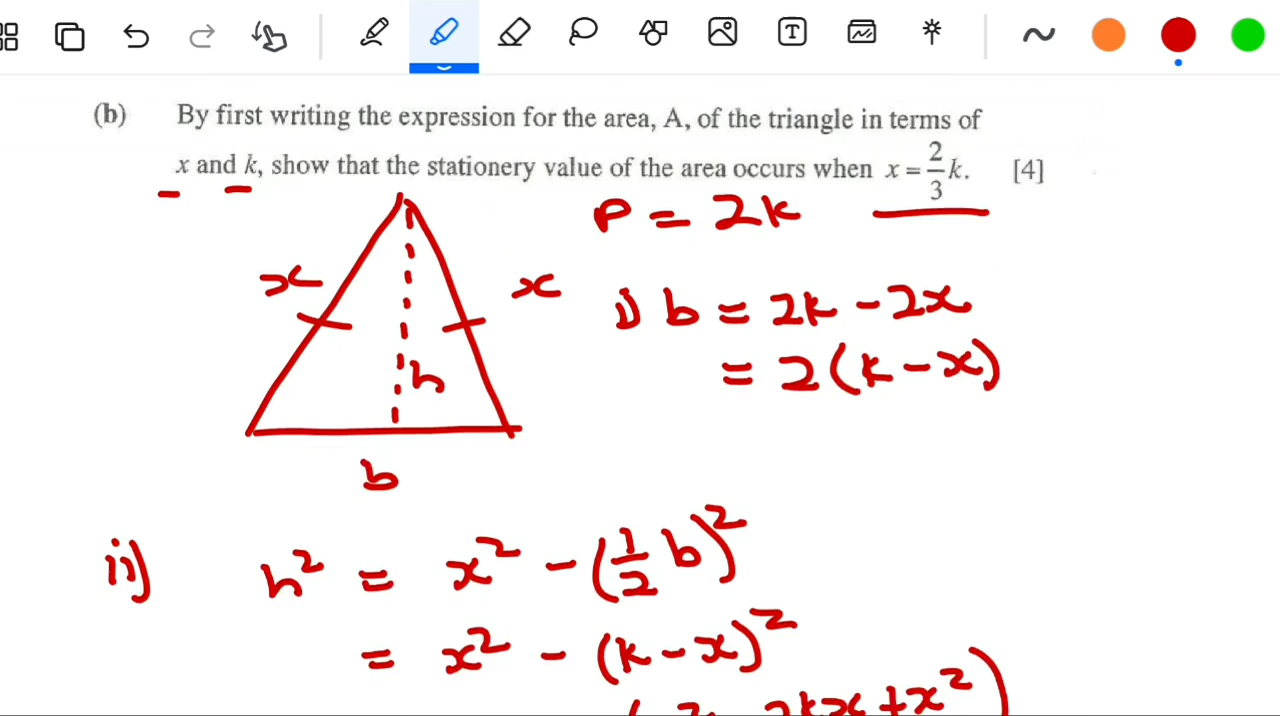 (b) By first writing the expression for the area, A, of the triangle in terms of
x and k, show that the stationery value of the area occurs when x = 2/3 k. [4]
P = 2k
x
x
h
b
i) b = 2k - 2x
= 2(k - x)
ii) h² = x² - (1/2 b)²
= x² - (k - x)²
2kx + x²)